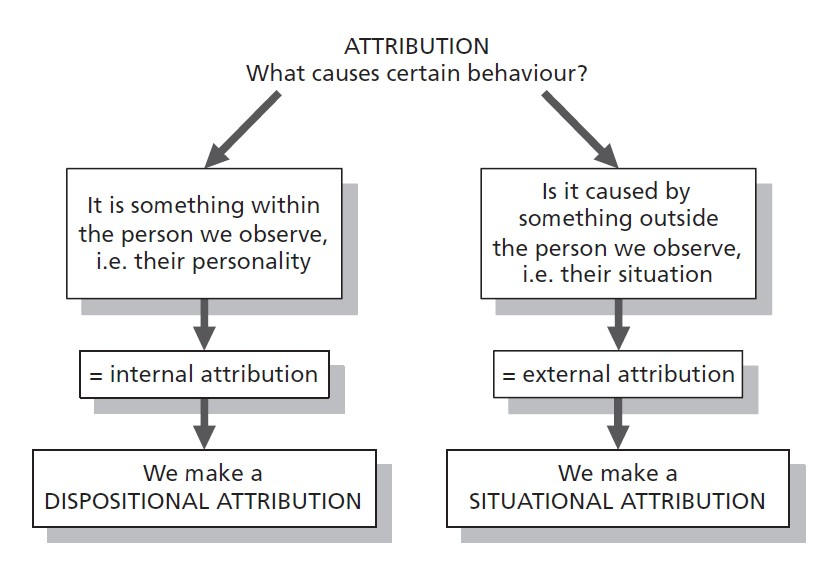 ATTRIBUTION
What causes certain behaviour?
It is something within
the person we observe,
i.e. their personality
Is it caused by
something outside
the person we observe,
i.e. their situation
= internal attribution
= external attribution
We make a
DISPOSITIONAL ATTRIBUTION
We make a
SITUATIONAL ATTRIBUTION